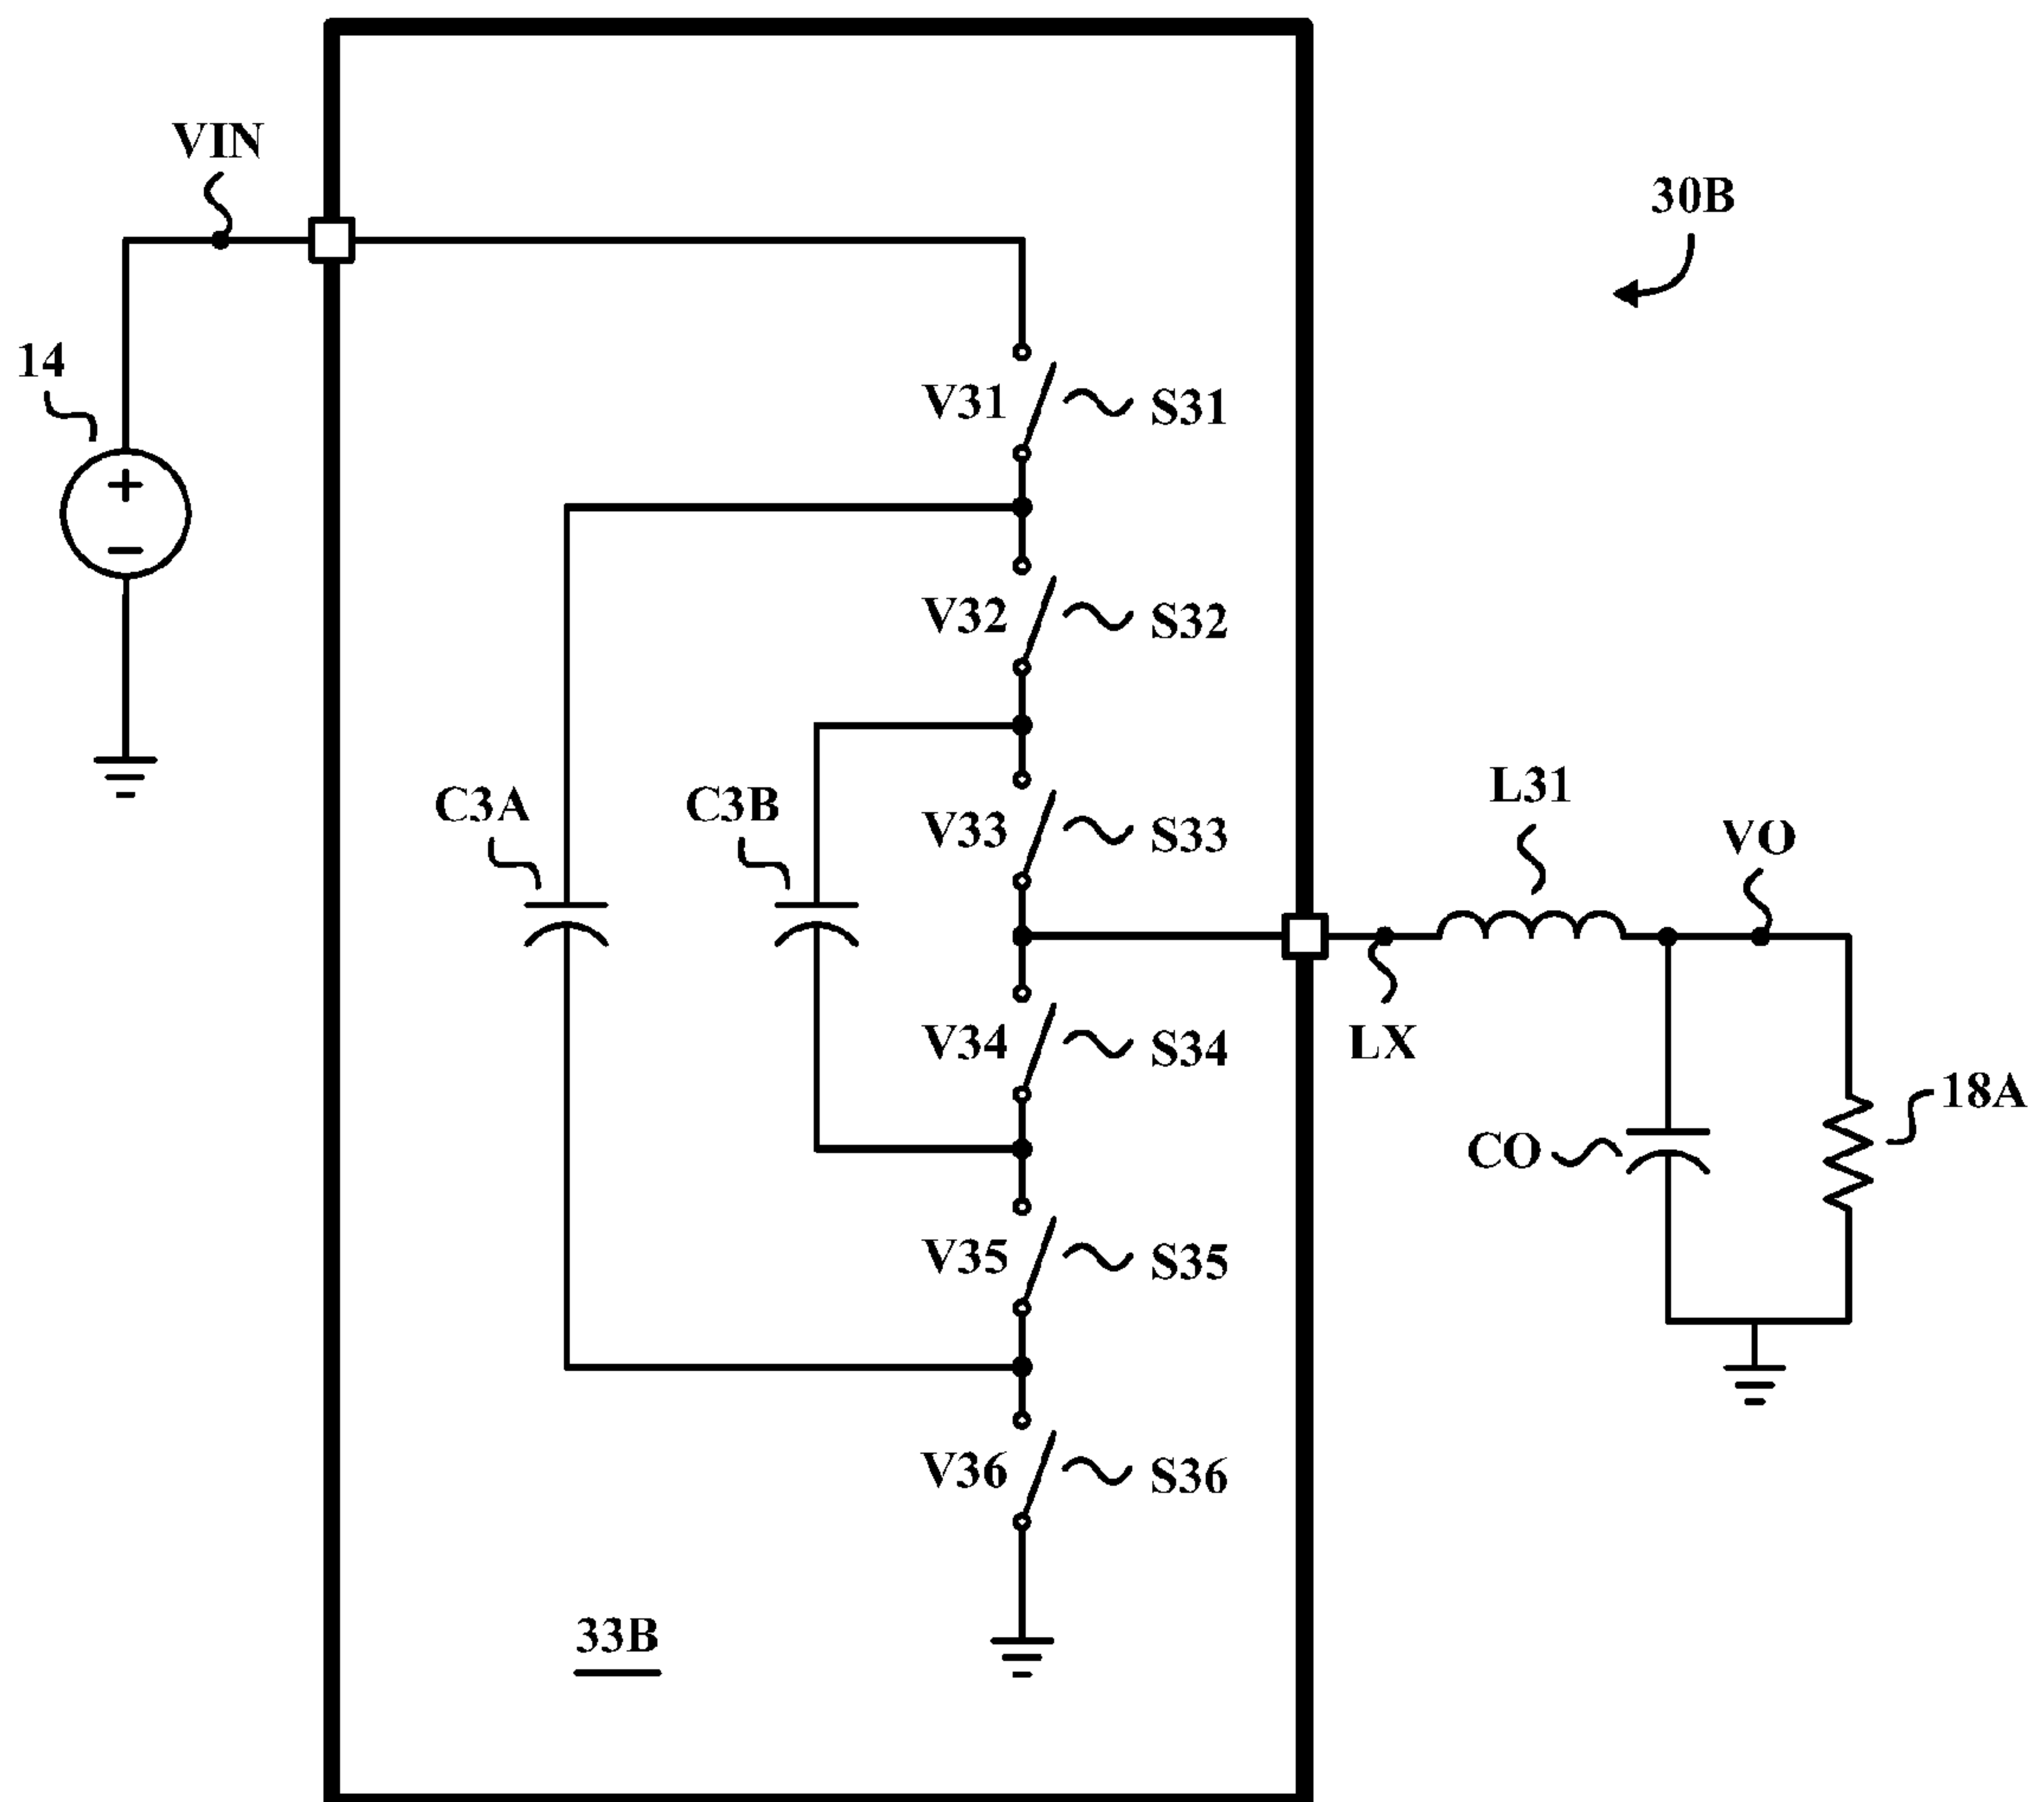 VIN
30B
14
V31 S31
V32 S32
C3A C3B V33 S33
L31
VO
V34 S34
LX
18A
CO
V35 S35
V36 S36
33B